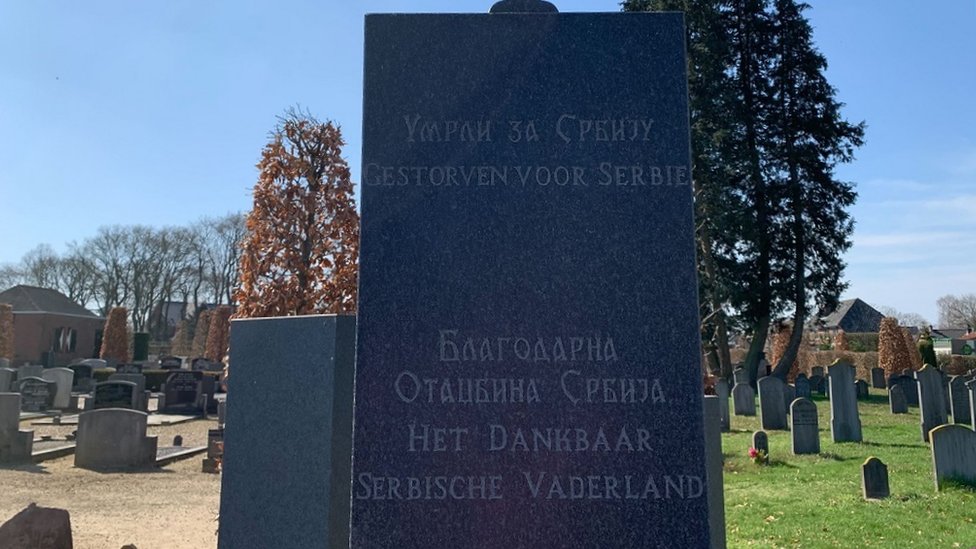 Умрли за Србију
Gestorven voor Serbie
Благодарна
Отаџбина Србија
Het Dankbaar
Serbische Vaderland